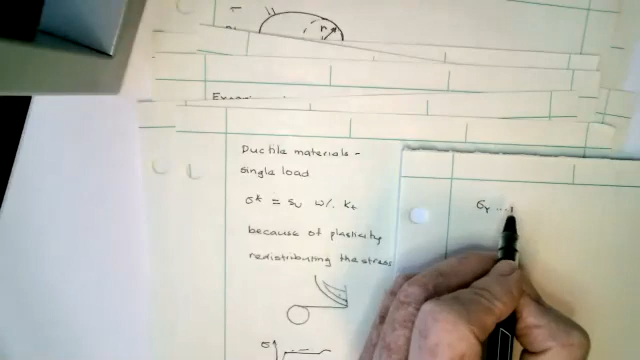 r
Ductile materials -
single load
σ* = Su w/. Kt
because of plasticity
redistributing the stress
σ
σy ...